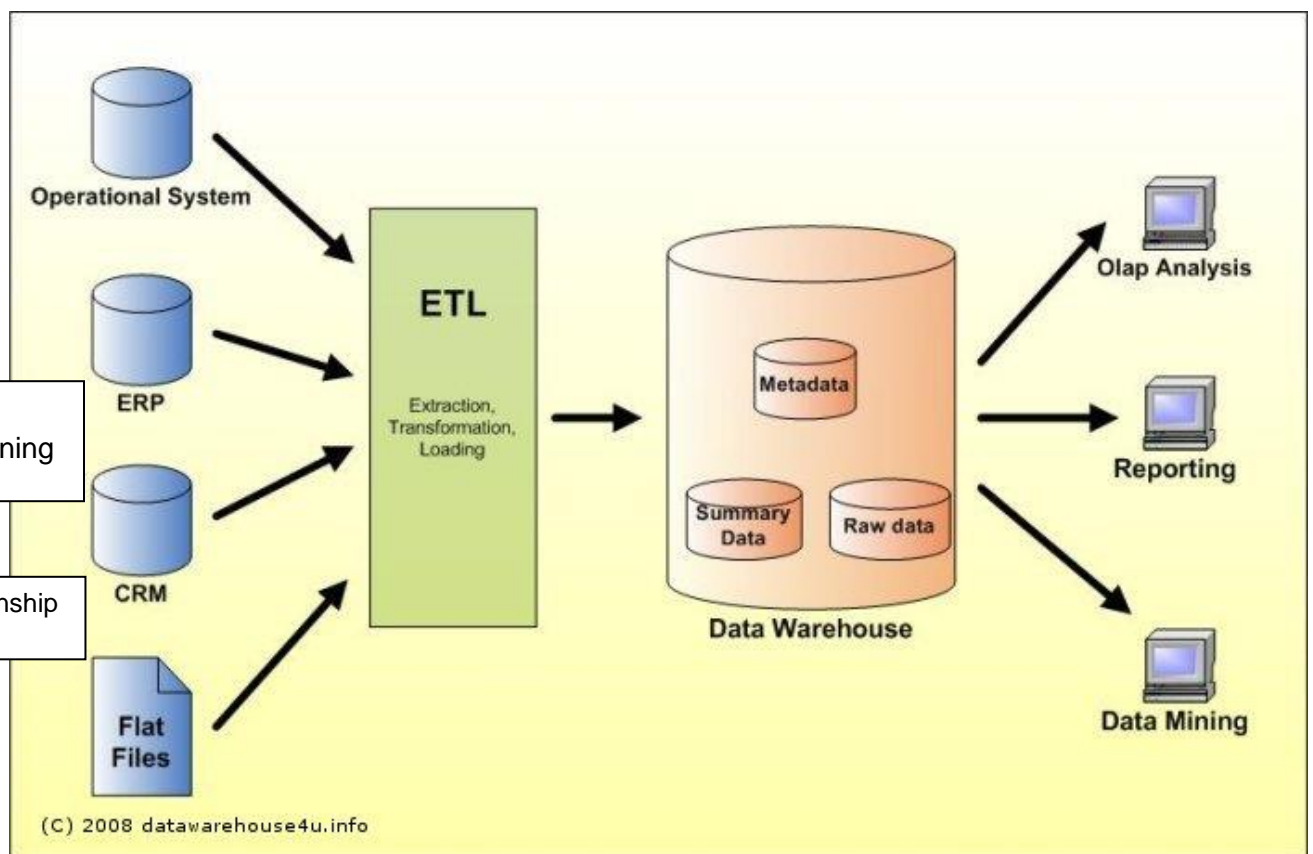 Operational System
ERP
ning
CRM
nship
Flat
Files
ETL
Extraction,
Transformation,
Loading
Metadata
Summary
Data
Raw data
Data Warehouse
Olap Analysis
Reporting
Data Mining
(C) 2008 datawarehouse4u.info